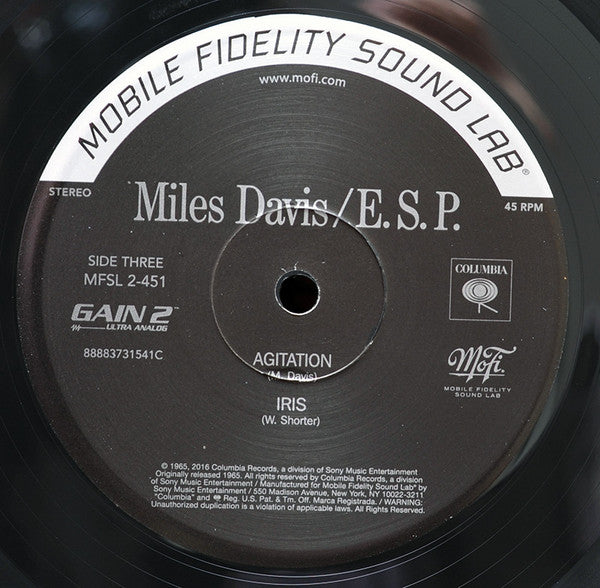 MOBILE FIDELITY SOUND LAB®
www.mofi.com
STEREO
45 RPM
Miles Davis/E.S.P.
SIDE THREE
MFSL 2-451
GAIN 2™
ULTRA ANALOG
88883731541C
COLUMBIA
MoFi.
MOBILE FIDELITY
SOUND LAB
AGITATION
(M. Davis)
IRIS
(W. Shorter)
© 1965, 2016 Columbia Records, a division of Sony Music Entertainment
Originally released 1965. All rights reserved by Columbia Records, a division
of Sony Music Entertainment / Manufactured for Mobile Fidelity Sound Lab® by
Sony Music Entertainment / 550 Madison Avenue, New York, NY 10022-3211
"Columbia" and Reg. U.S. Pat. & Tm. Off. Marca Registrada. / WARNING:
Unauthorized duplication is a violation of applicable laws. All Rights Reserved.